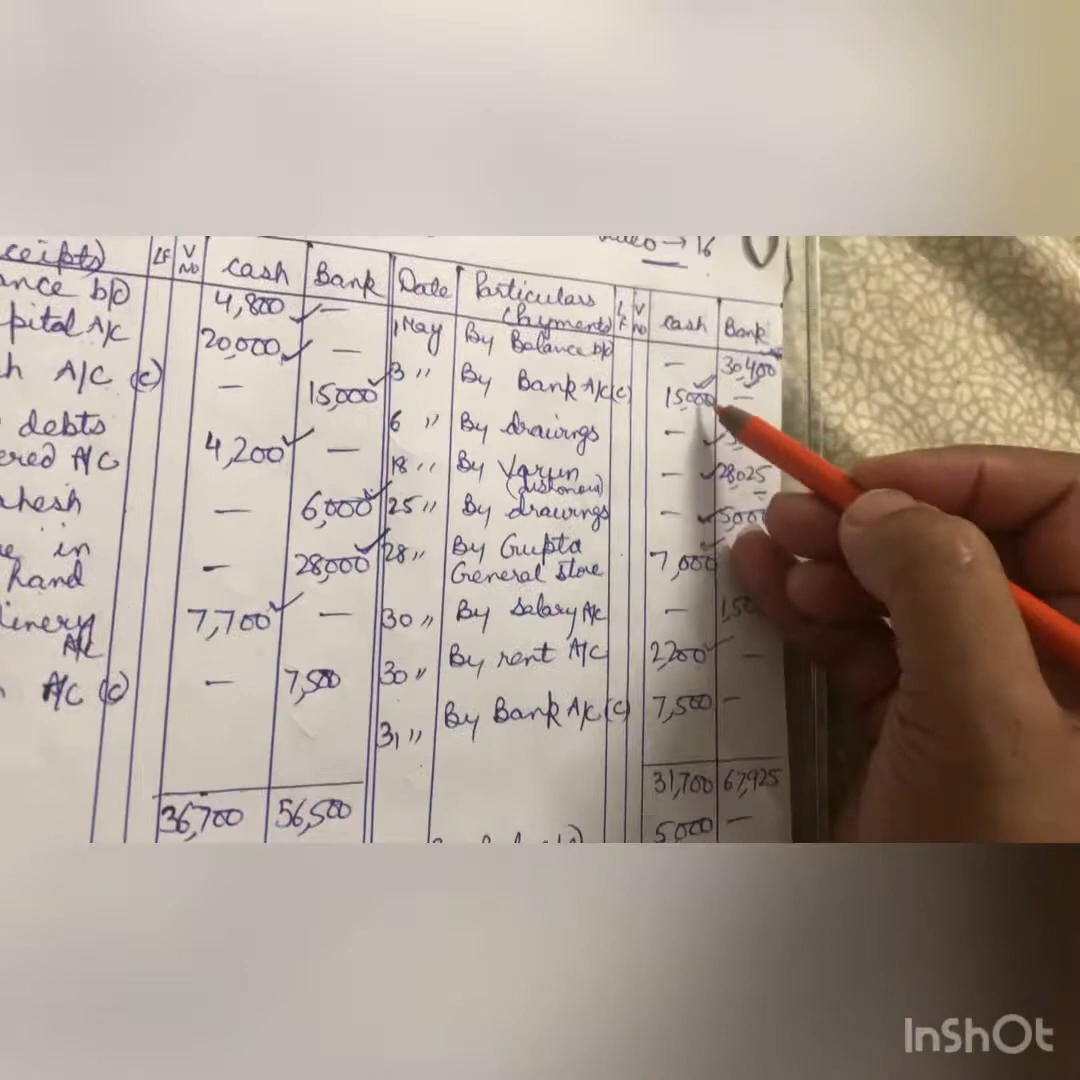 Video → 16
ceipts) LF V No Cash Bank Date Particulars (Payments) L F V No Cash Bank
ance b/d 4,800 — 1 May By Balance b/d — 30,400
pital A/c 20,000 — 3 " By Bank A/c (c) 15,000 —
h A/C (c) — 15,000 6 " By drawings —
debts
ered A/C 4,200 — 18 " By Varun (dishonour) — 28,025
ahesh — 6,000 25 " By drawings — 5,000
in
hand — 28,000 28 " By Gupta General Store 7,000
inery A/c 7,700 — 30 " By Salary A/c —
A/C (c) — 7,500 30 " By rent A/C 2,200 —
31 " By Bank A/c (c) 7,500 —
31,700 67,925
36,700 56,500 5,000 —
InShOt